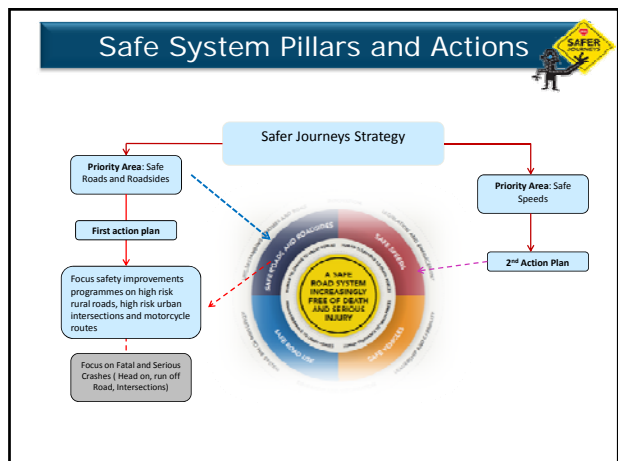 Safe System Pillars and Actions
SAFER
JOURNEYS
Safer Journeys Strategy
Priority Area: Safe
Roads and Roadsides
Priority Area: Safe
Speeds
First action plan
2nd Action Plan
Focus safety improvements
programmes on high risk
rural roads, high risk urban
intersections and motorcycle
routes
Focus on Fatal and Serious
Crashes ( Head on, run off
Road, Intersections)
SAFE ROADS AND ROADSIDES
SAFE SPEEDS
A SAFE
ROAD SYSTEM
INCREASINGLY
FREE OF DEATH
AND SERIOUS
INJURY
SAFE ROAD USE
SAFE VEHICLES